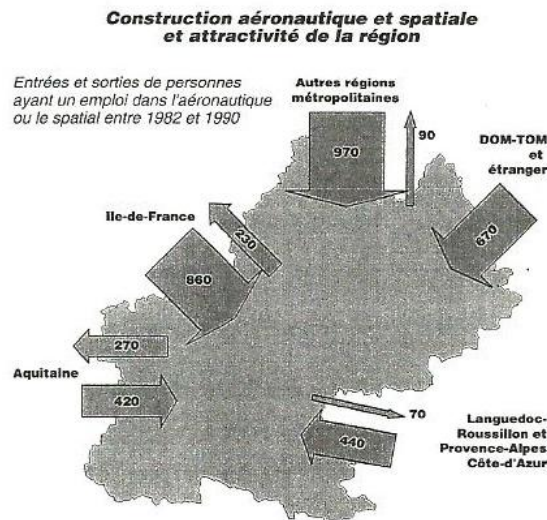 Construction aéronautique et spatiale
et attractivité de la région
Entrées et sorties de personnes
ayant un emploi dans l'aéronautique
ou le spatial entre 1982 et 1990
Autres régions
métropolitaines
970
90
DOM-TOM
et
étranger
670
Ile-de-France
230
860
270
Aquitaine
420
70
440
Languedoc-
Roussillon et
Provence-Alpes
Côte-d'Azur